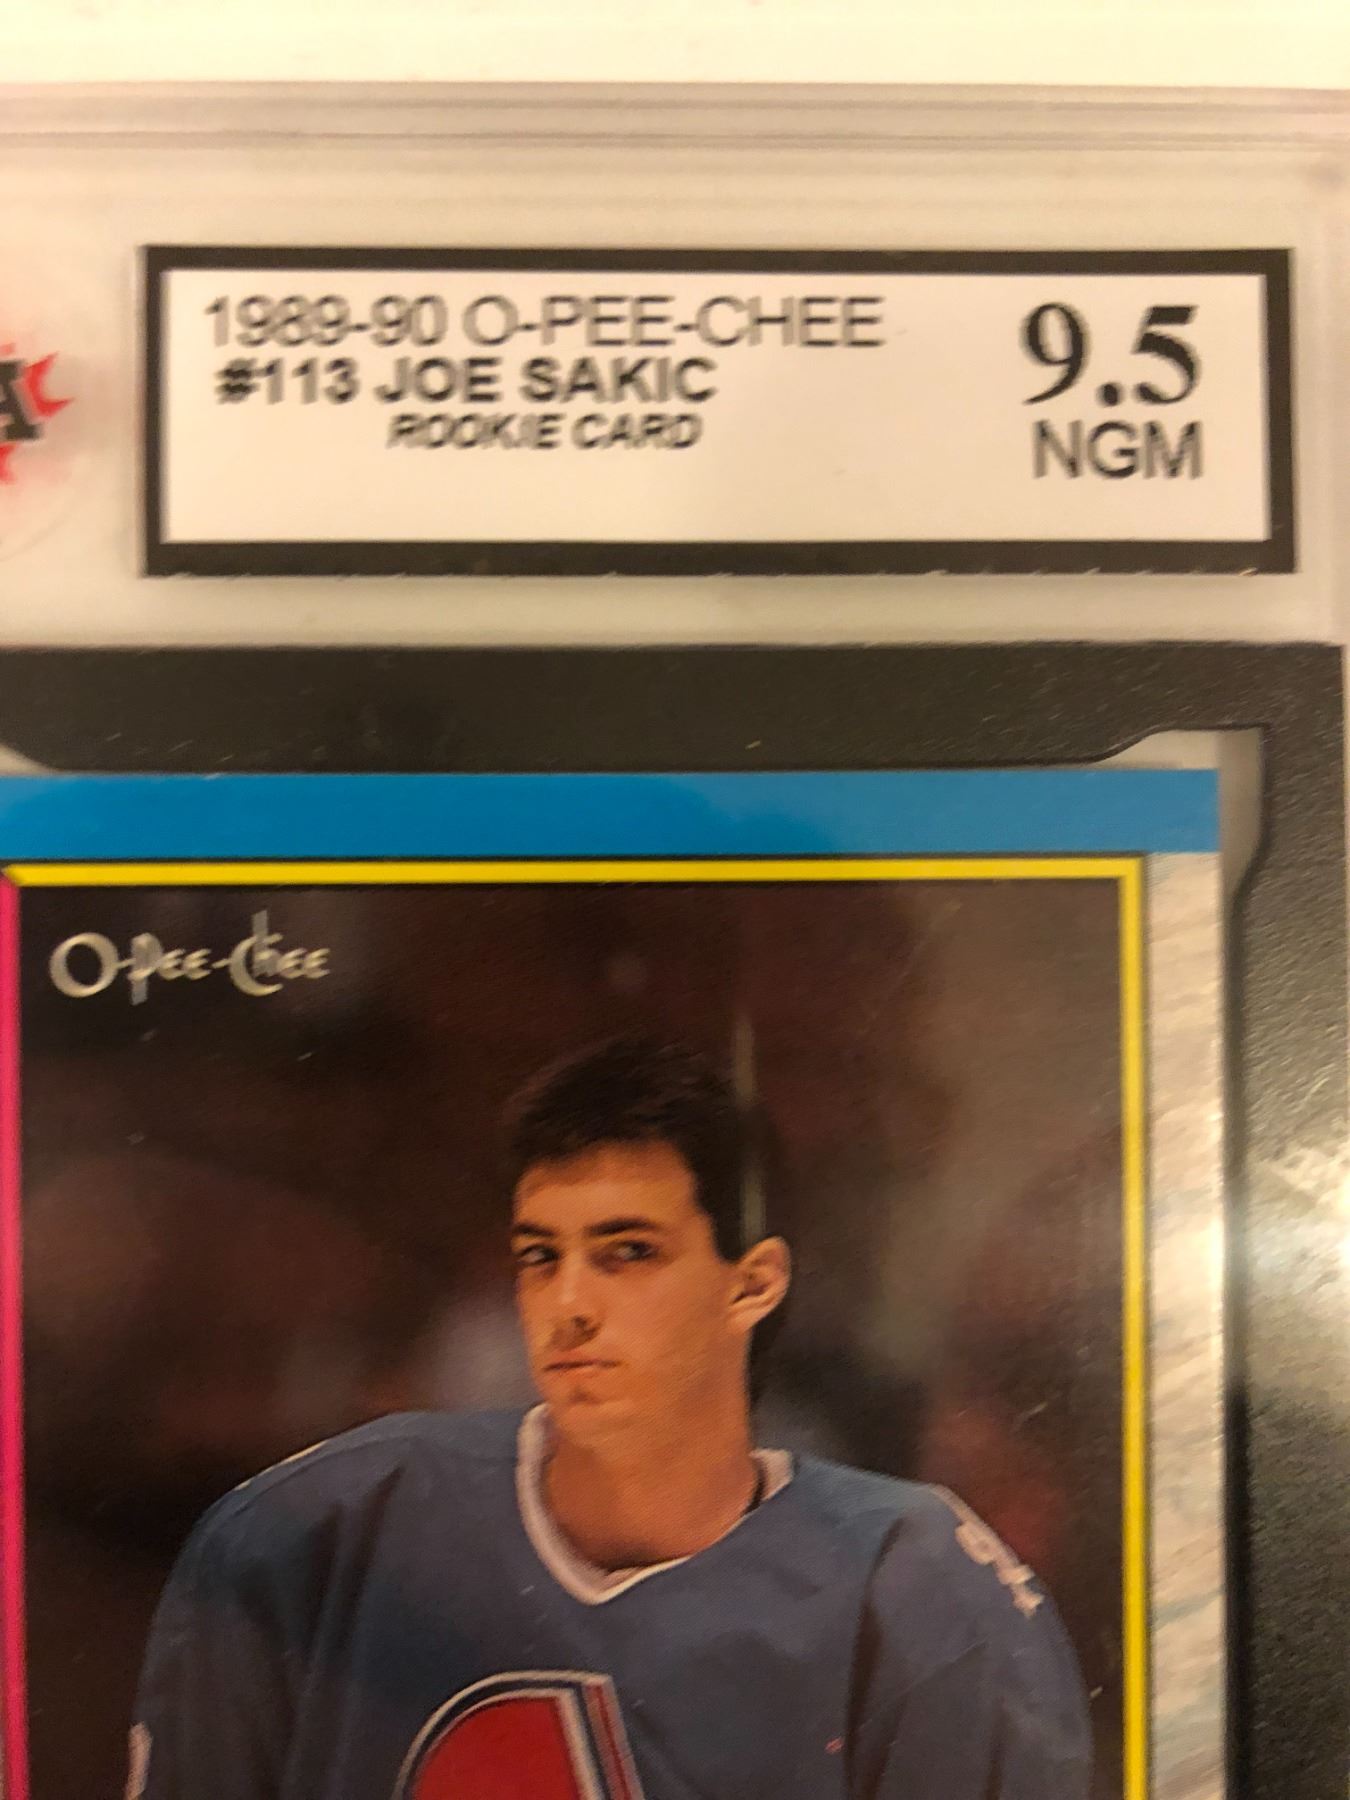 1989-90 O-PEE-CHEE
#113 JOE SAKIC
ROOKIE CARD
9.5
NGM
A
O-Pee-Chee